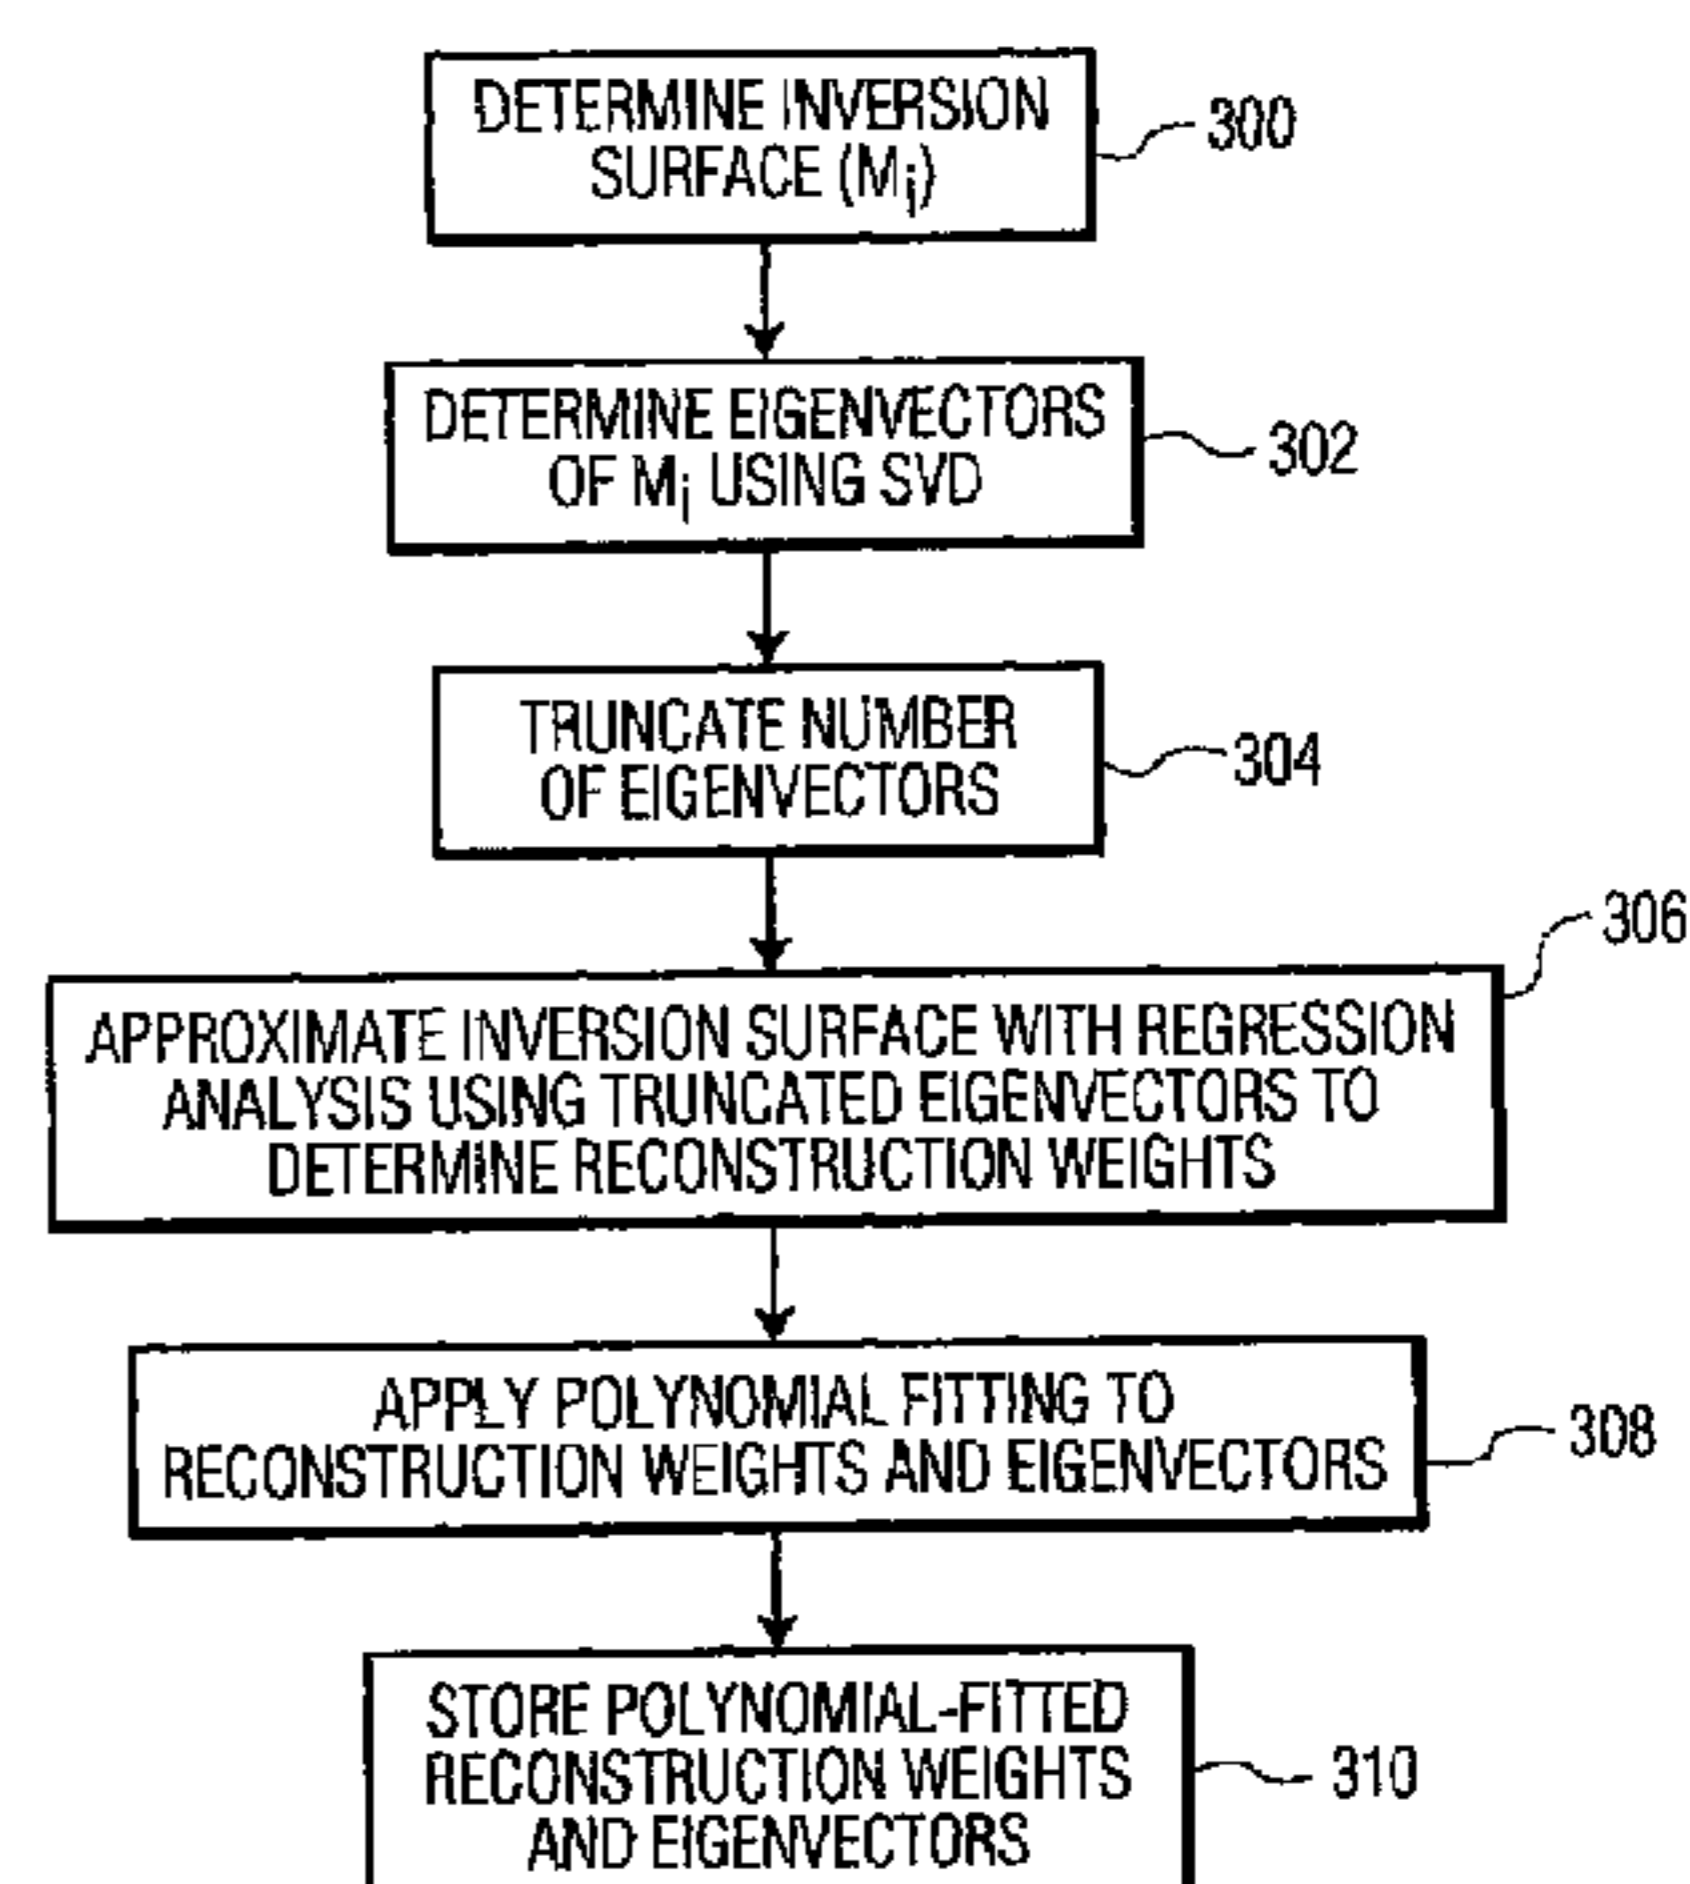 DETERMINE INVERSION
SURFACE (Mi)
300
DETERMINE EIGENVECTORS
OF Mi USING SVD
302
TRUNCATE NUMBER
OF EIGENVECTORS
304
306
APPROXIMATE INVERSION SURFACE WITH REGRESSION
ANALYSIS USING TRUNCATED EIGENVECTORS TO
DETERMINE RECONSTRUCTION WEIGHTS
APPLY POLYNOMIAL FITTING TO
RECONSTRUCTION WEIGHTS AND EIGENVECTORS
308
STORE POLYNOMIAL-FITTED
RECONSTRUCTION WEIGHTS
AND EIGENVECTORS
310